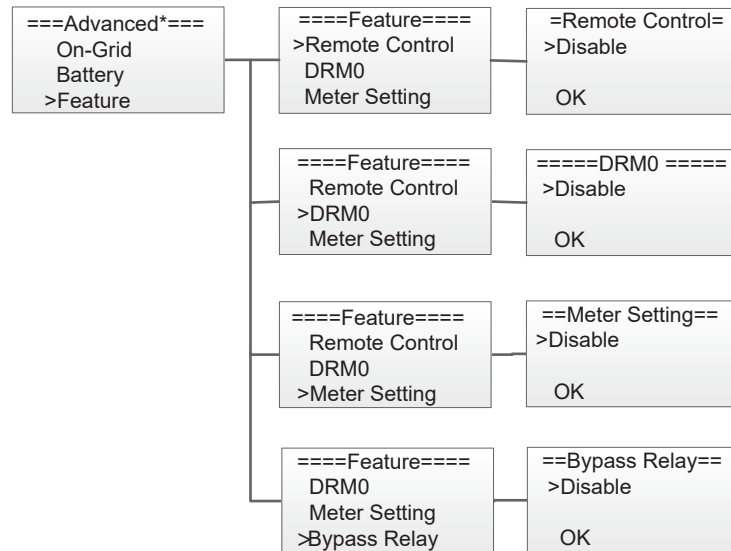 ===Advanced*===
On-Grid
Battery
>Feature
====Feature====
>Remote Control
DRM0
Meter Setting
=Remote Control=
>Disable
OK
====Feature====
Remote Control
>DRM0
Meter Setting
=====DRM0 =====
>Disable
OK
====Feature====
Remote Control
DRM0
>Meter Setting
==Meter Setting==
>Disable
OK
====Feature====
DRM0
Meter Setting
>Bypass Relay
==Bypass Relay==
>Disable
OK